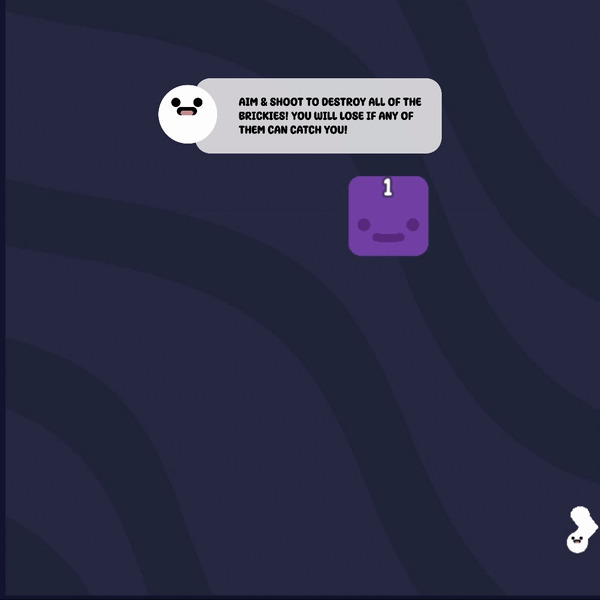 AIM & SHOOT TO DESTROY ALL OF THE
BRICKIES! YOU WILL LOSE IF ANY OF
THEM CAN CATCH YOU!
1